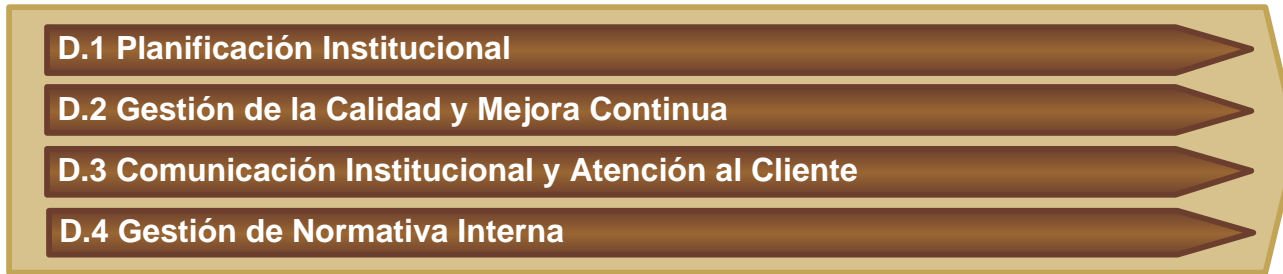 D.1 Planificación Institucional
D.2 Gestión de la Calidad y Mejora Continua
D.3 Comunicación Institucional y Atención al Cliente
D.4 Gestión de Normativa Interna